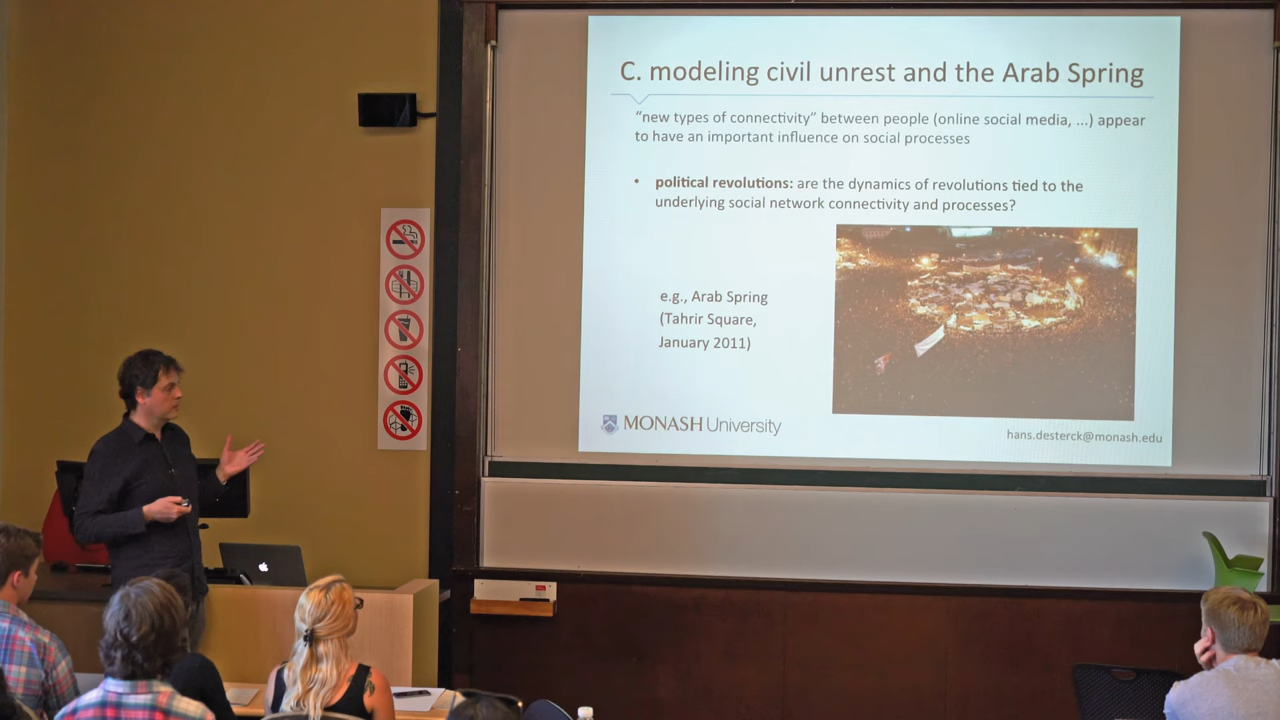 C. modeling civil unrest and the Arab Spring
“new types of connectivity” between people (online social media, ...) appear
to have an important influence on social processes
• political revolutions: are the dynamics of revolutions tied to the
underlying social network connectivity and processes?
e.g., Arab Spring
(Tahrir Square,
January 2011)
MONASH University
hans.desterck@monash.edu